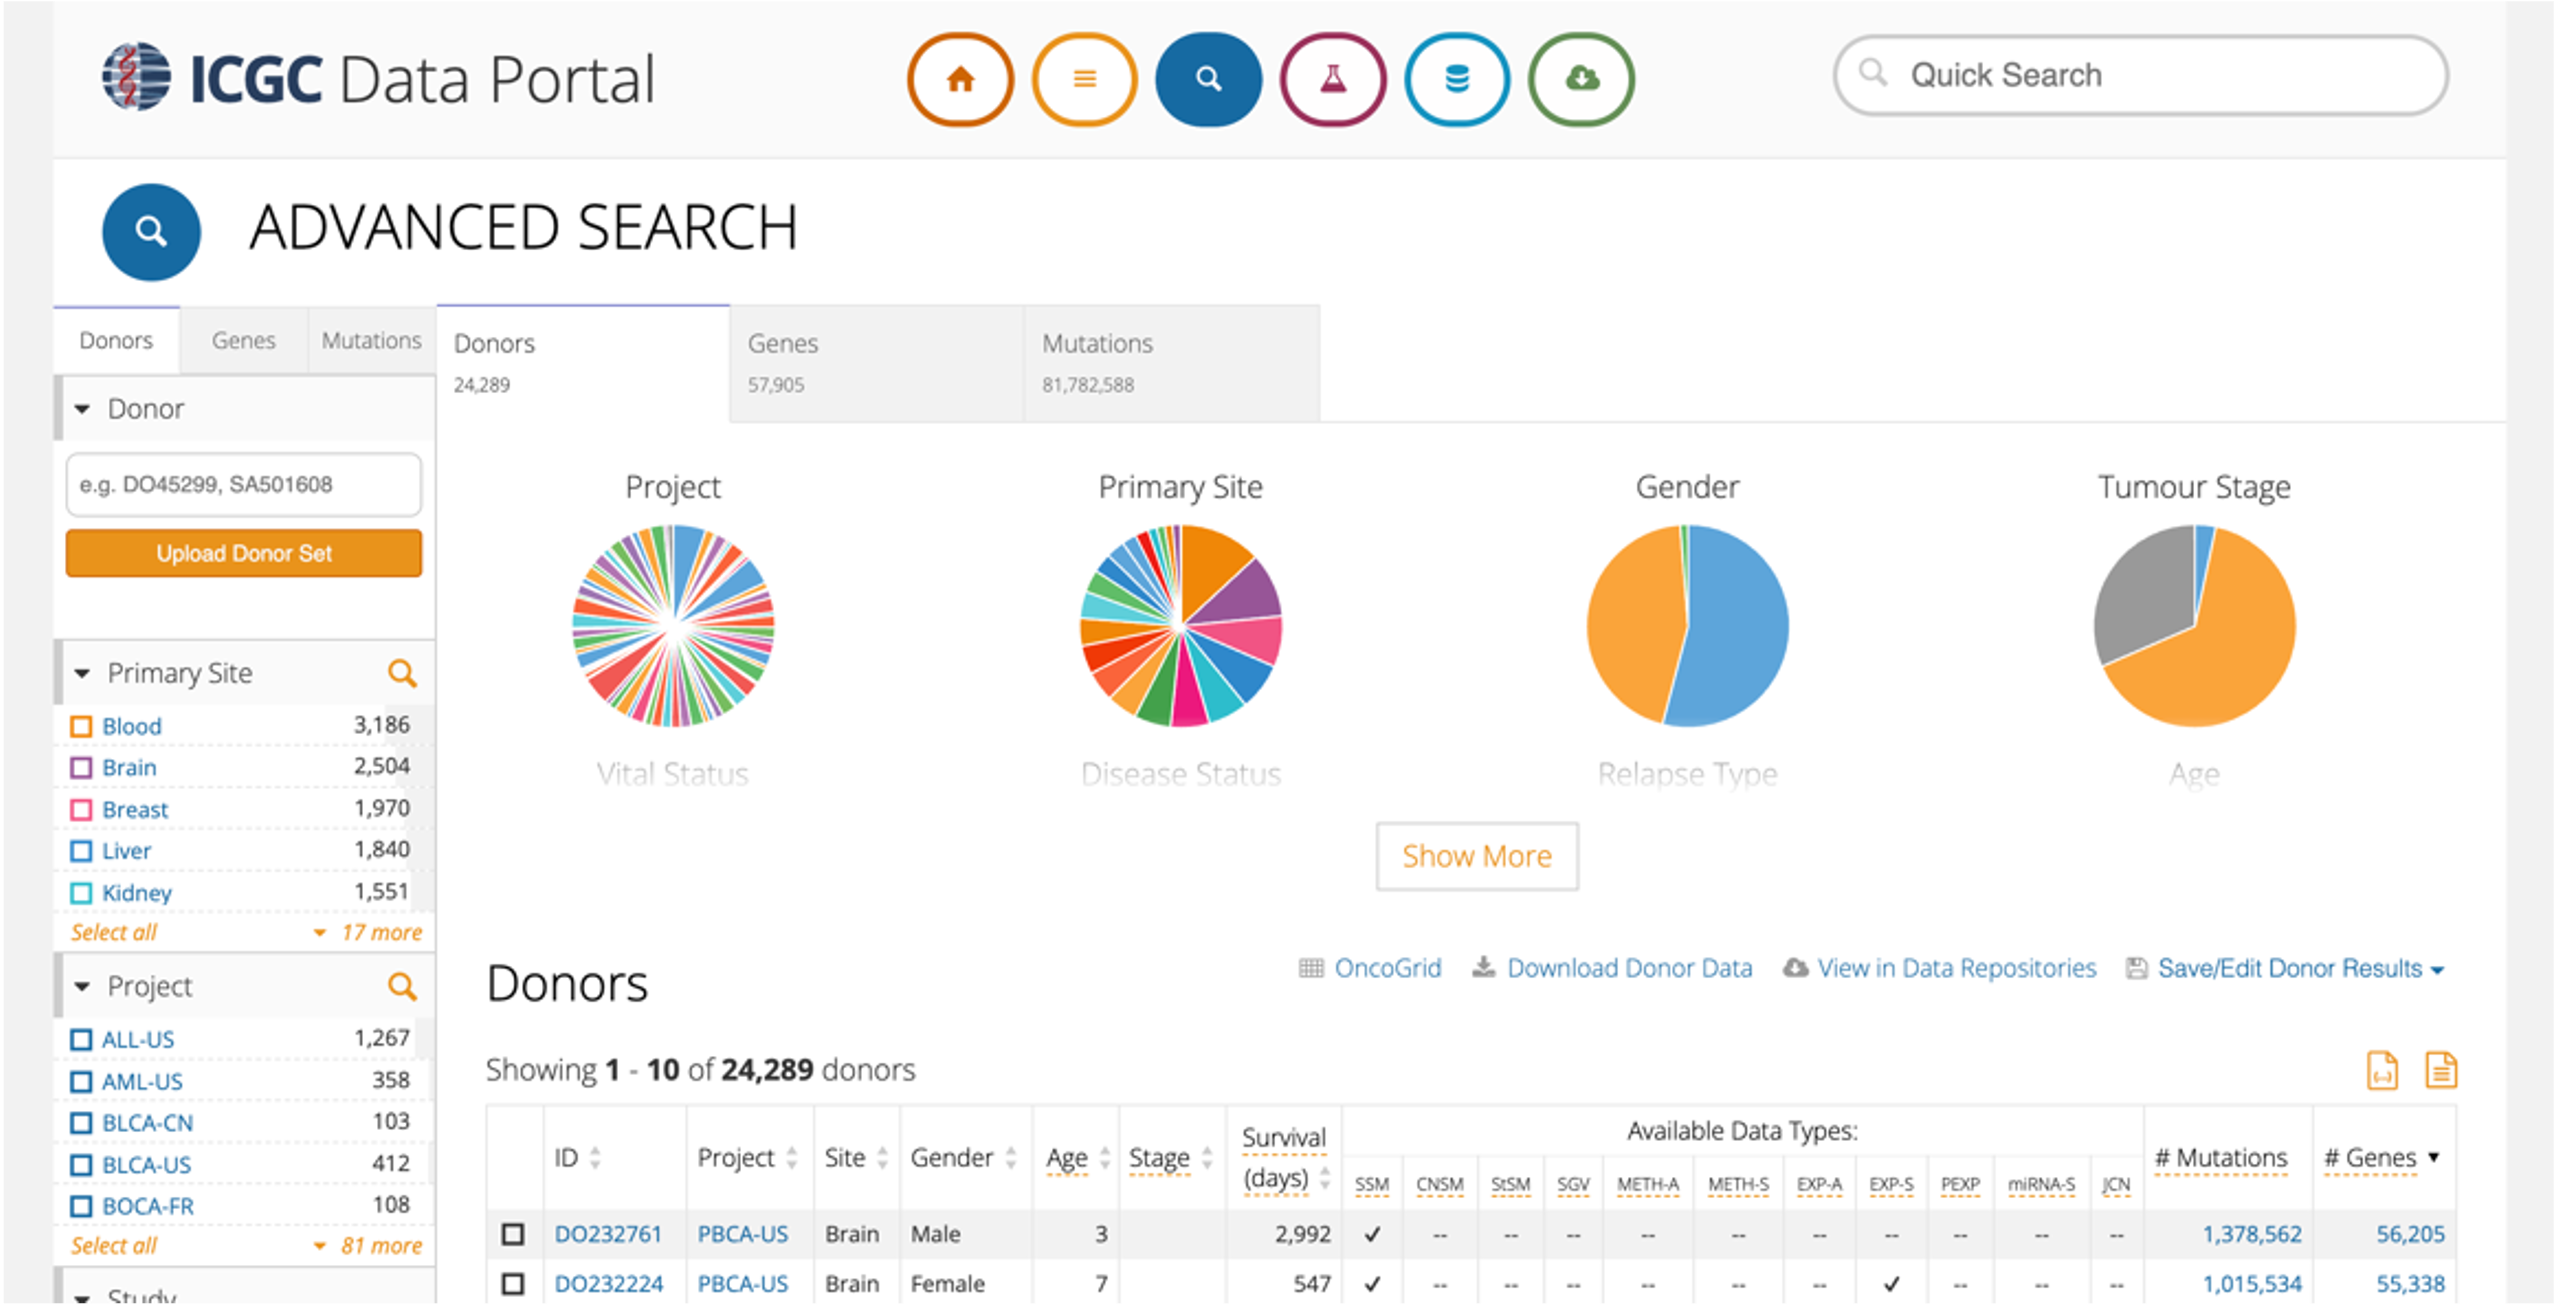 ICGC Data Portal
Quick Search
ADVANCED SEARCH
Donors Genes Mutations
Donors
24,289
Genes
57,905
Mutations
81,782,588
Donor
e.g. DO45299, SA501608
Upload Donor Set
Primary Site
Blood 3,186
Brain 2,504
Breast 1,970
Liver 1,840
Kidney 1,551
Select all 17 more
Project
ALL-US 1,267
AML-US 358
BLCA-CN 103
BLCA-US 412
BOCA-FR 108
Select all 81 more
Study
Project Primary Site Gender Tumour Stage
Vital Status Disease Status Relapse Type Age
Show More
Donors
OncoGrid Download Donor Data View in Data Repositories Save/Edit Donor Results
Showing 1 - 10 of 24,289 donors
ID Project Site Gender Age Stage Survival (days) Available Data Types: # Mutations # Genes
SSM CNSM StSM SGV METH-A METH-S EXP-A EXP-S PEXP miRNA-S JCN
DO232761 PBCA-US Brain Male 3 2,992 ✓ -- -- -- -- -- -- -- -- -- -- 1,378,562 56,205
DO232224 PBCA-US Brain Female 7 547 ✓ -- -- -- -- -- -- ✓ -- -- -- 1,015,534 55,338